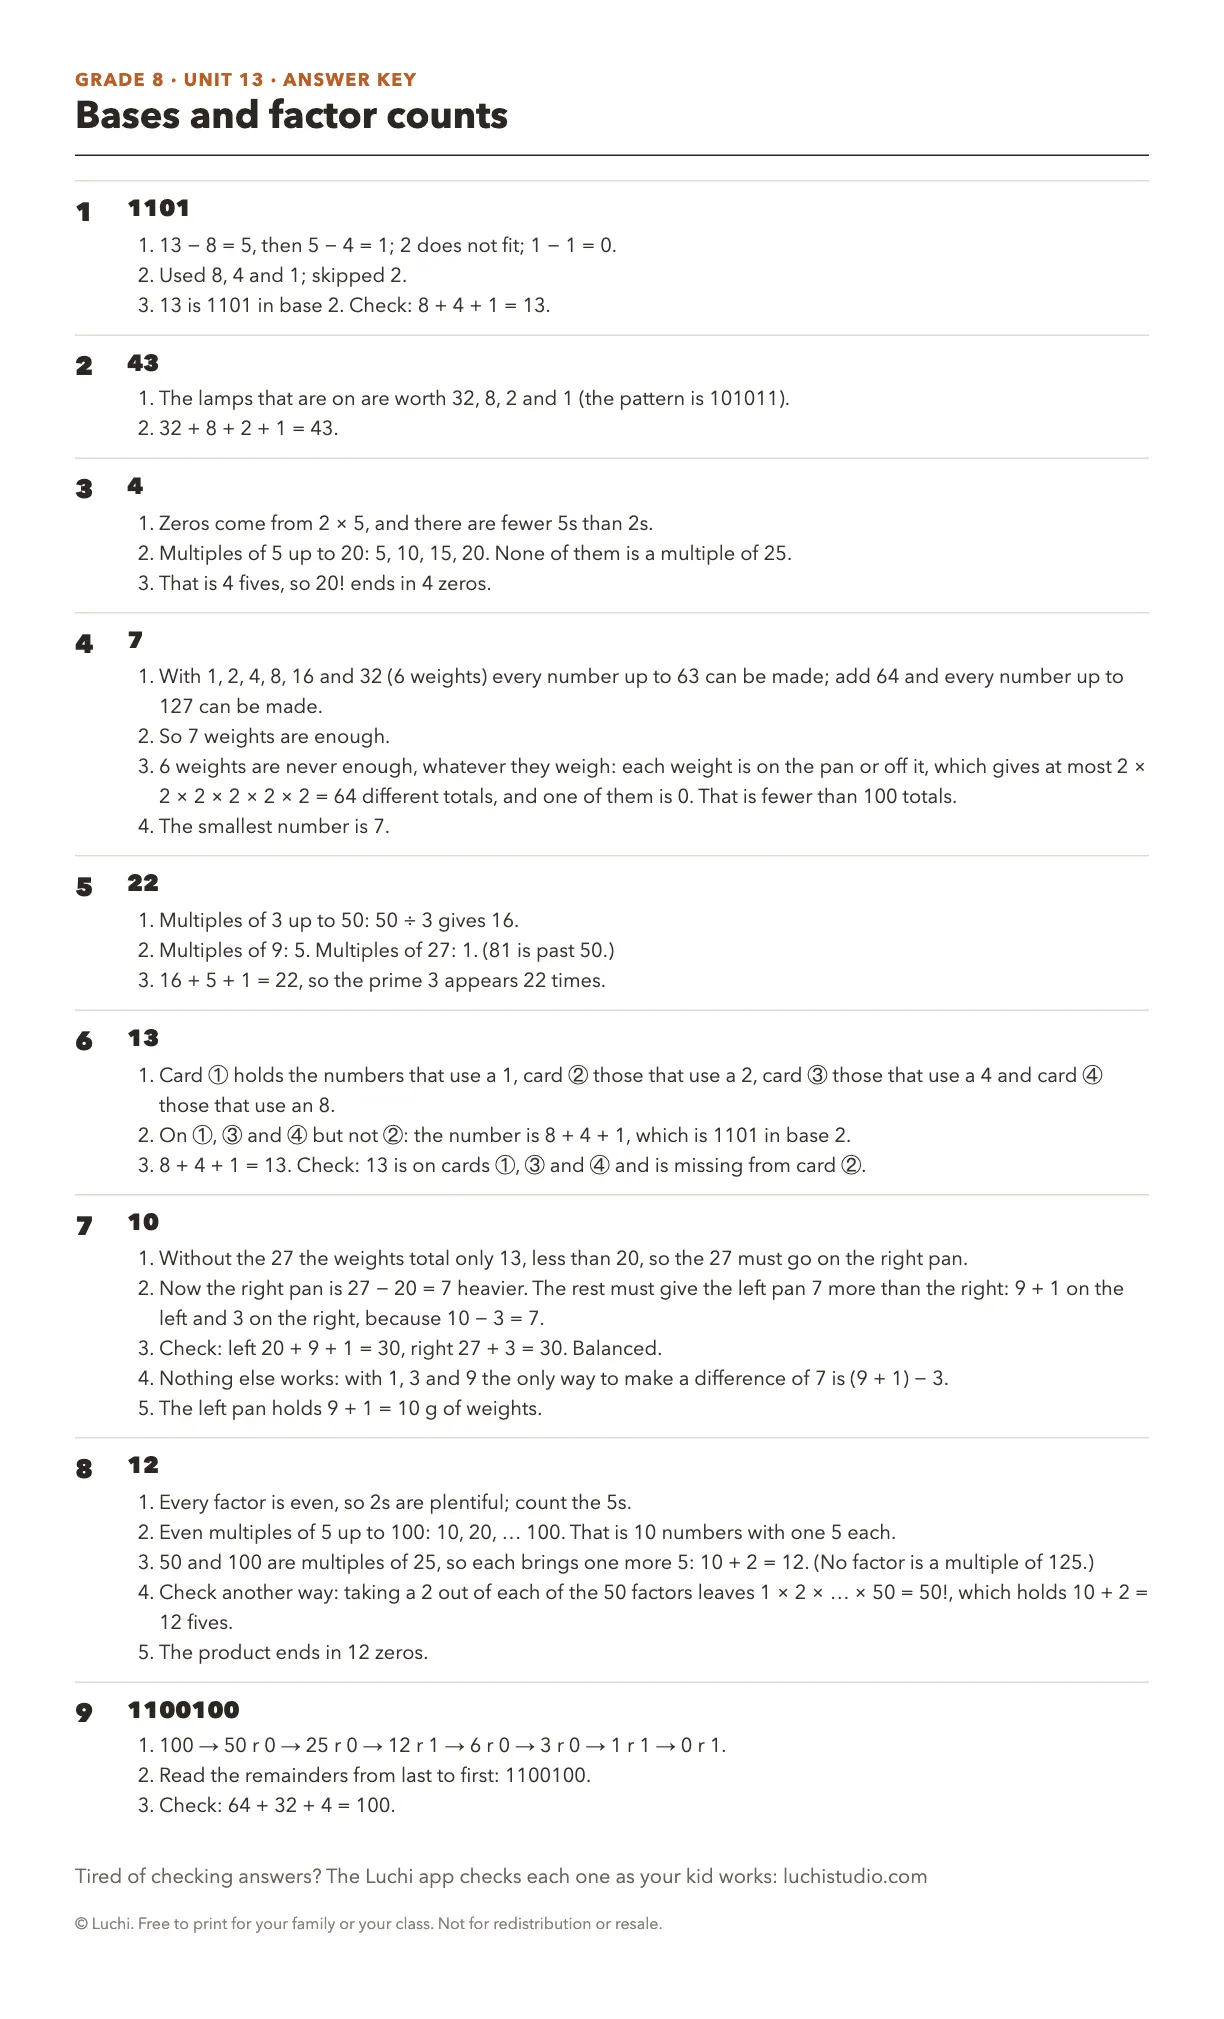 GRADE 8 · UNIT 13 · ANSWER KEY
Bases and factor counts
1 1101
1. 13 − 8 = 5, then 5 − 4 = 1; 2 does not fit; 1 − 1 = 0.
2. Used 8, 4 and 1; skipped 2.
3. 13 is 1101 in base 2. Check: 8 + 4 + 1 = 13.
2 43
1. The lamps that are on are worth 32, 8, 2 and 1 (the pattern is 101011).
2. 32 + 8 + 2 + 1 = 43.
3 4
1. Zeros come from 2 × 5, and there are fewer 5s than 2s.
2. Multiples of 5 up to 20: 5, 10, 15, 20. None of them is a multiple of 25.
3. That is 4 fives, so 20! ends in 4 zeros.
4 7
1. With 1, 2, 4, 8, 16 and 32 (6 weights) every number up to 63 can be made; add 64 and every number up to
127 can be made.
2. So 7 weights are enough.
3. 6 weights are never enough, whatever they weigh: each weight is on the pan or off it, which gives at most 2 ×
2 × 2 × 2 × 2 × 2 = 64 different totals, and one of them is 0. That is fewer than 100 totals.
4. The smallest number is 7.
5 22
1. Multiples of 3 up to 50: 50 ÷ 3 gives 16.
2. Multiples of 9: 5. Multiples of 27: 1. (81 is past 50.)
3. 16 + 5 + 1 = 22, so the prime 3 appears 22 times.
6 13
1. Card ① holds the numbers that use a 1, card ② those that use a 2, card ③ those that use a 4 and card ④
those that use an 8.
2. On ①, ③ and ④ but not ②: the number is 8 + 4 + 1, which is 1101 in base 2.
3. 8 + 4 + 1 = 13. Check: 13 is on cards ①, ③ and ④ and is missing from card ②.
7 10
1. Without the 27 the weights total only 13, less than 20, so the 27 must go on the right pan.
2. Now the right pan is 27 − 20 = 7 heavier. The rest must give the left pan 7 more than the right: 9 + 1 on the
left and 3 on the right, because 10 − 3 = 7.
3. Check: left 20 + 9 + 1 = 30, right 27 + 3 = 30. Balanced.
4. Nothing else works: with 1, 3 and 9 the only way to make a difference of 7 is (9 + 1) − 3.
5. The left pan holds 9 + 1 = 10 g of weights.
8 12
1. Every factor is even, so 2s are plentiful; count the 5s.
2. Even multiples of 5 up to 100: 10, 20, … 100. That is 10 numbers with one 5 each.
3. 50 and 100 are multiples of 25, so each brings one more 5: 10 + 2 = 12. (No factor is a multiple of 125.)
4. Check another way: taking a 2 out of each of the 50 factors leaves 1 × 2 × … × 50 = 50!, which holds 10 + 2 =
12 fives.
5. The product ends in 12 zeros.
9 1100100
1. 100 → 50 r 0 → 25 r 0 → 12 r 1 → 6 r 0 → 3 r 0 → 1 r 1 → 0 r 1.
2. Read the remainders from last to first: 1100100.
3. Check: 64 + 32 + 4 = 100.
Tired of checking answers? The Luchi app checks each one as your kid works: luchistudio.com
© Luchi. Free to print for your family or your class. Not for redistribution or resale.